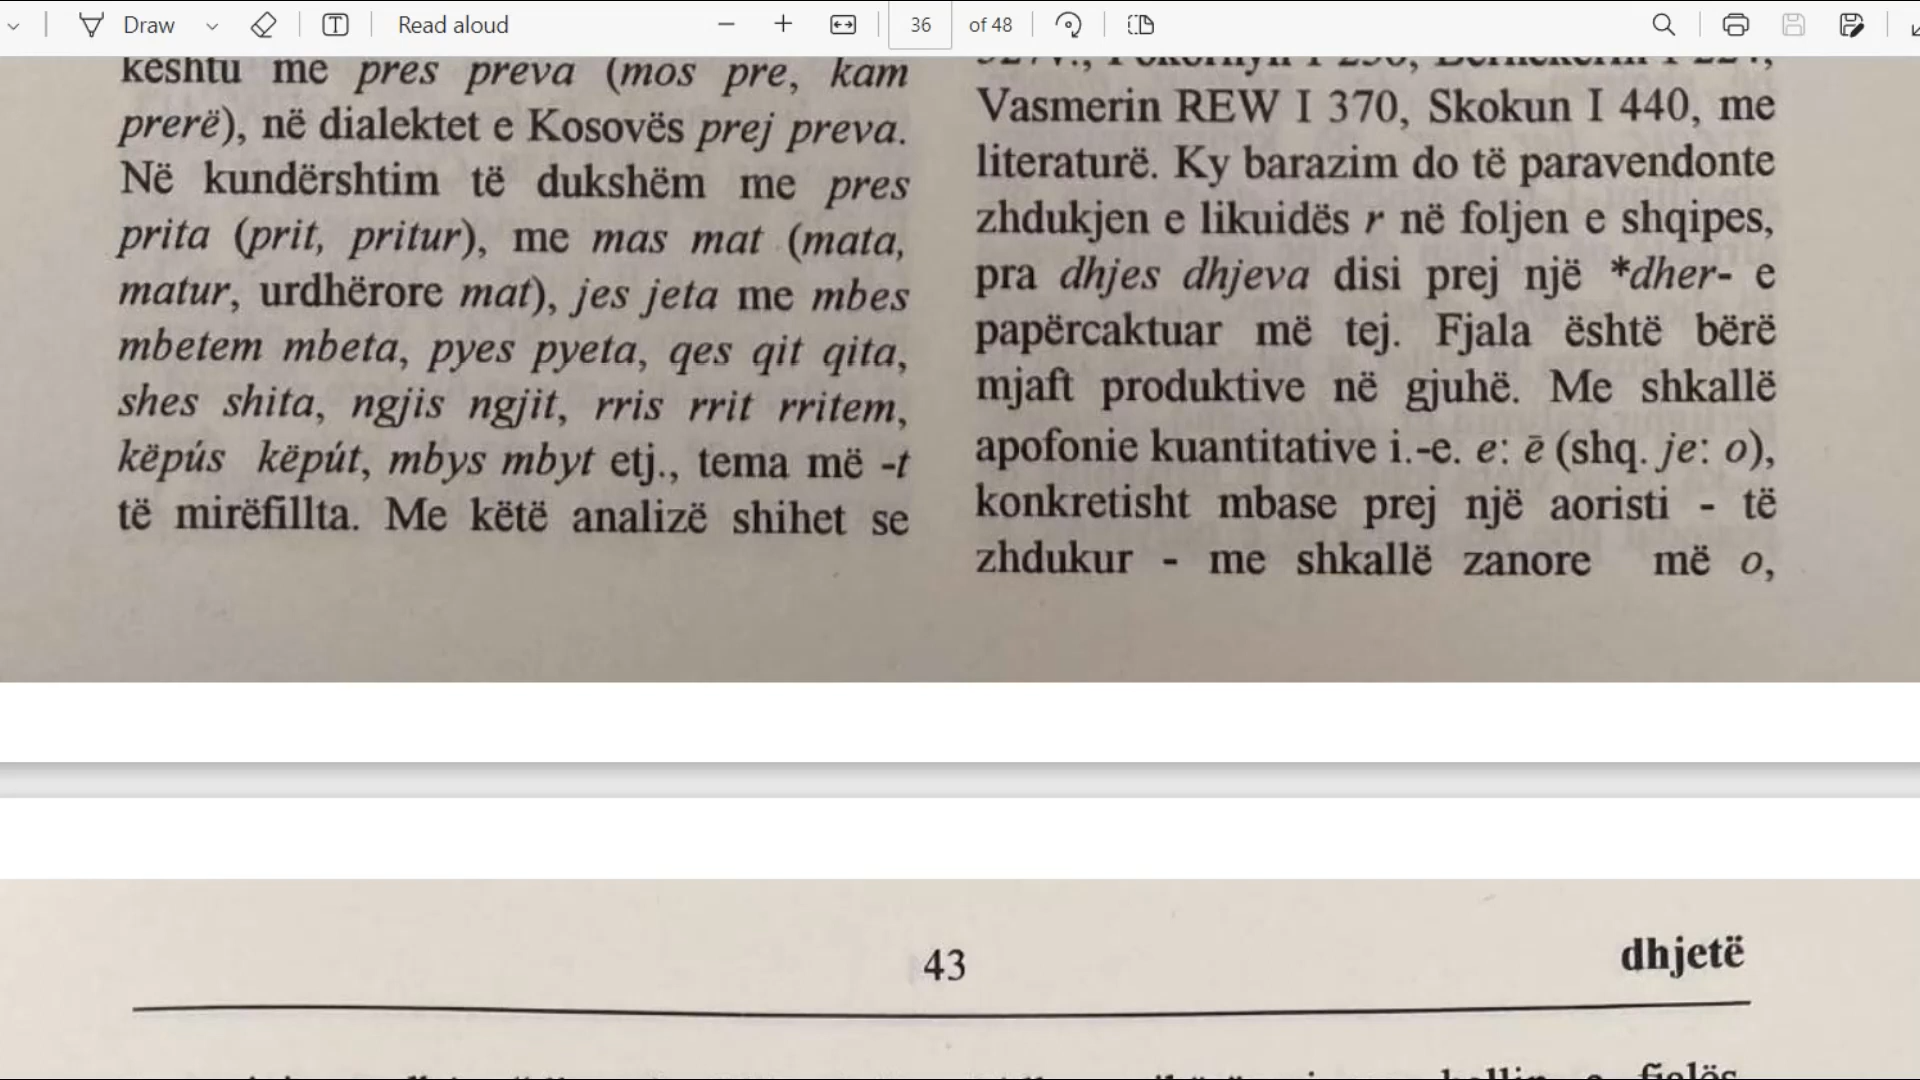 Draw
Read aloud
36
of 48
kështu me pres preva (mos pre, kam
prerë), në dialektet e Kosovës prej preva.
Në kundërshtim të dukshëm me pres
prita (prit, pritur), me mas mat (mata,
matur, urdhërore mat), jes jeta me mbes
mbetem mbeta, pyes pyeta, qes qit qita,
shes shita, ngjis ngjit, rris rrit rritem,
këpús këpút, mbys mbyt etj., tema më -t
të mirëfillta. Me këtë analizë shihet se
Vasmerin REW I 370, Skokun I 440, me
literaturë. Ky barazim do të paravendonte
zhdukjen e likuidës r në foljen e shqipes,
pra dhjes dhjeva disi prej një *dher- e
papërcaktuar më tej. Fjala është bërë
mjaft produktive në gjuhë. Me shkallë
apofonie kuantitative i.-e. e: ē (shq. je: o),
konkretisht mbase prej një aoristi - të
zhdukur - me shkallë zanore më o,
43
dhjetë